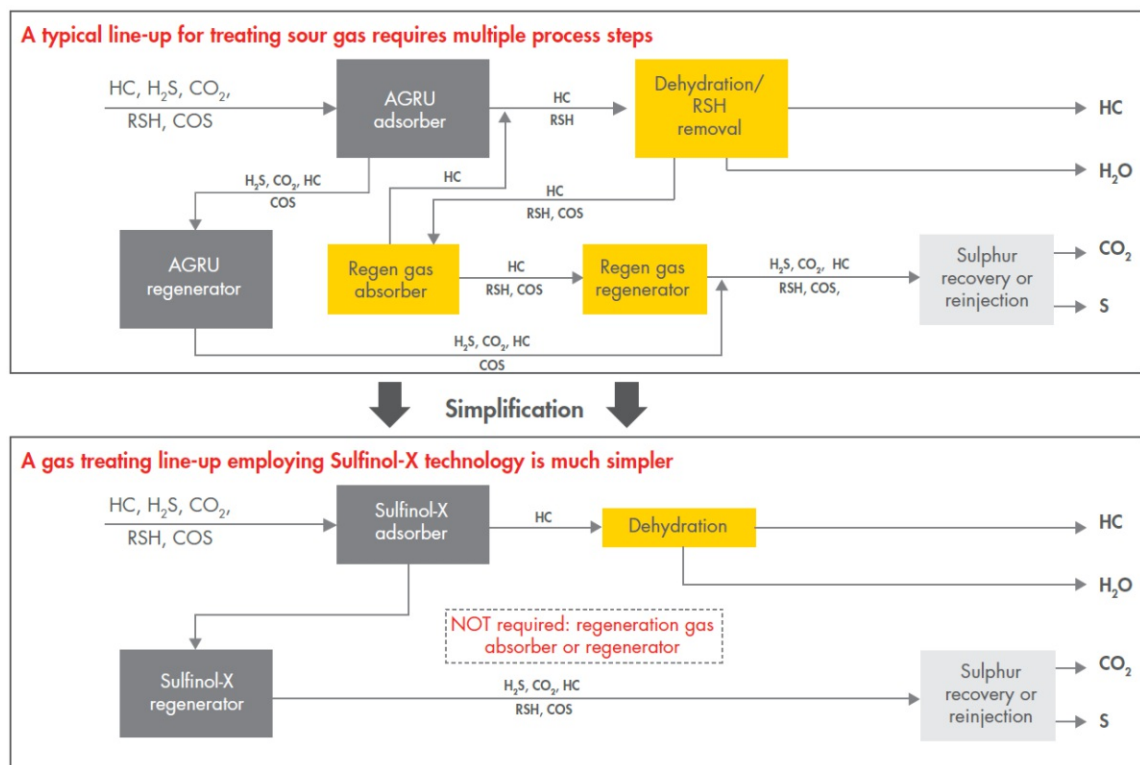 A typical line-up for treating sour gas requires multiple process steps
HC, H₂S, CO₂,
RSH, COS
AGRU
adsorber
HC
RSH
Dehydration/
RSH
removal
HC
H₂O
H₂S, CO₂, HC
COS
HC
HC
RSH, COS
AGRU
regenerator
Regen gas
absorber
HC
RSH, COS
Regen gas
regenerator
H₂S, CO₂, HC
RSH, COS,
Sulphur
recovery or
reinjection
CO₂
S
H₂S, CO₂, HC
COS
Simplification
A gas treating line-up employing Sulfinol-X technology is much simpler
HC, H₂S, CO₂,
RSH, COS
Sulfinol-X
adsorber
HC
Dehydration
HC
H₂O
NOT required: regeneration gas
absorber or regenerator
Sulfinol-X
regenerator
H₂S, CO₂, HC
RSH, COS
Sulphur
recovery or
reinjection
CO₂
S